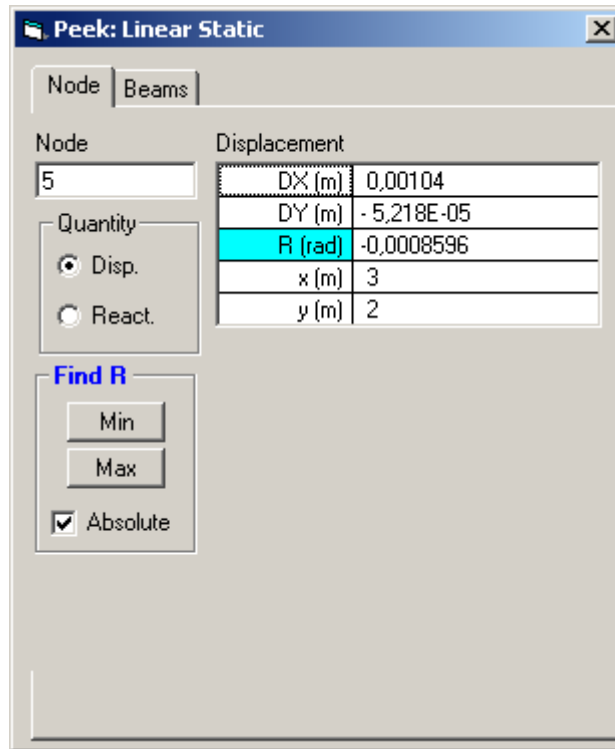 Peek: Linear Static
Node Beams
Node
5
Quantity
Disp.
React.
Find R
Min
Max
Absolute
Displacement
DX (m) 0,00104
DY (m) - 5,218E-05
R (rad) -0,0008596
x (m) 3
y (m) 2